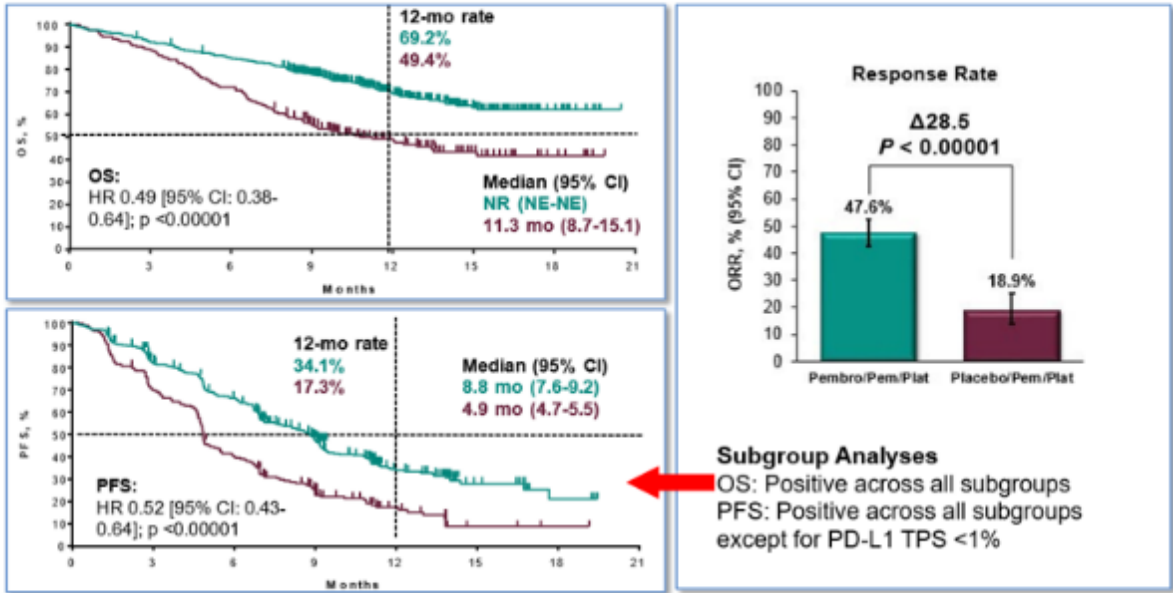 12-mo rate
69.2%
49.4%
OS, %
100
90
80
70
60
50
40
30
20
10
0
OS:
HR 0.49 [95% CI: 0.38-
0.64]; p <0.00001
Median (95% CI)
NR (NE-NE)
11.3 mo (8.7-15.1)
0 3 6 9 12 15 18 21
Months
PFS, %
100
90
80
70
60
50
40
30
20
10
0
12-mo rate
34.1%
17.3%
Median (95% CI)
8.8 mo (7.6-9.2)
4.9 mo (4.7-5.5)
PFS:
HR 0.52 [95% CI: 0.43-
0.64]; p <0.00001
0 3 6 9 12 15 18 21
Months
Response Rate
Δ28.5
P < 0.00001
47.6%
18.9%
ORR, % (95% CI)
100
90
80
70
60
50
40
30
20
10
0
Pembro/Pem/Plat Placebo/Pem/Plat
Subgroup Analyses
OS: Positive across all subgroups
PFS: Positive across all subgroups
except for PD-L1 TPS <1%